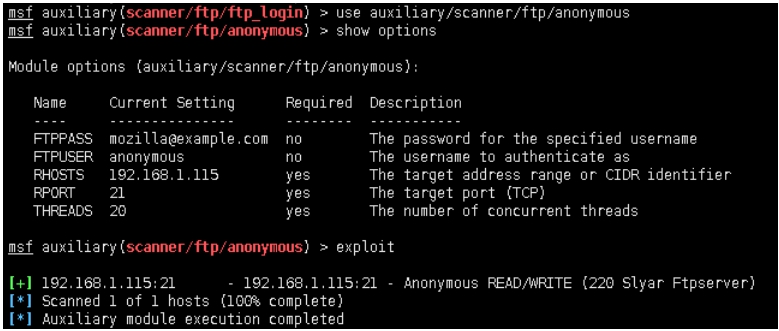 msf auxiliary(scanner/ftp/ftp_login) > use auxiliary/scanner/ftp/anonymous
msf auxiliary(scanner/ftp/anonymous) > show options
Module options (auxiliary/scanner/ftp/anonymous):
Name Current Setting Required Description
---- --------------- -------- -----------
FTPPASS mozilla@example.com no The password for the specified username
FTPUSER anonymous no The username to authenticate as
RHOSTS 192.168.1.115 yes The target address range or CIDR identifier
RPORT 21 yes The target port (TCP)
THREADS 20 yes The number of concurrent threads
msf auxiliary(scanner/ftp/anonymous) > exploit
[+] 192.168.1.115:21 - 192.168.1.115:21 - Anonymous READ/WRITE (220 Slyar Ftpserver)
[*] Scanned 1 of 1 hosts (100% complete)
[*] Auxiliary module execution completed